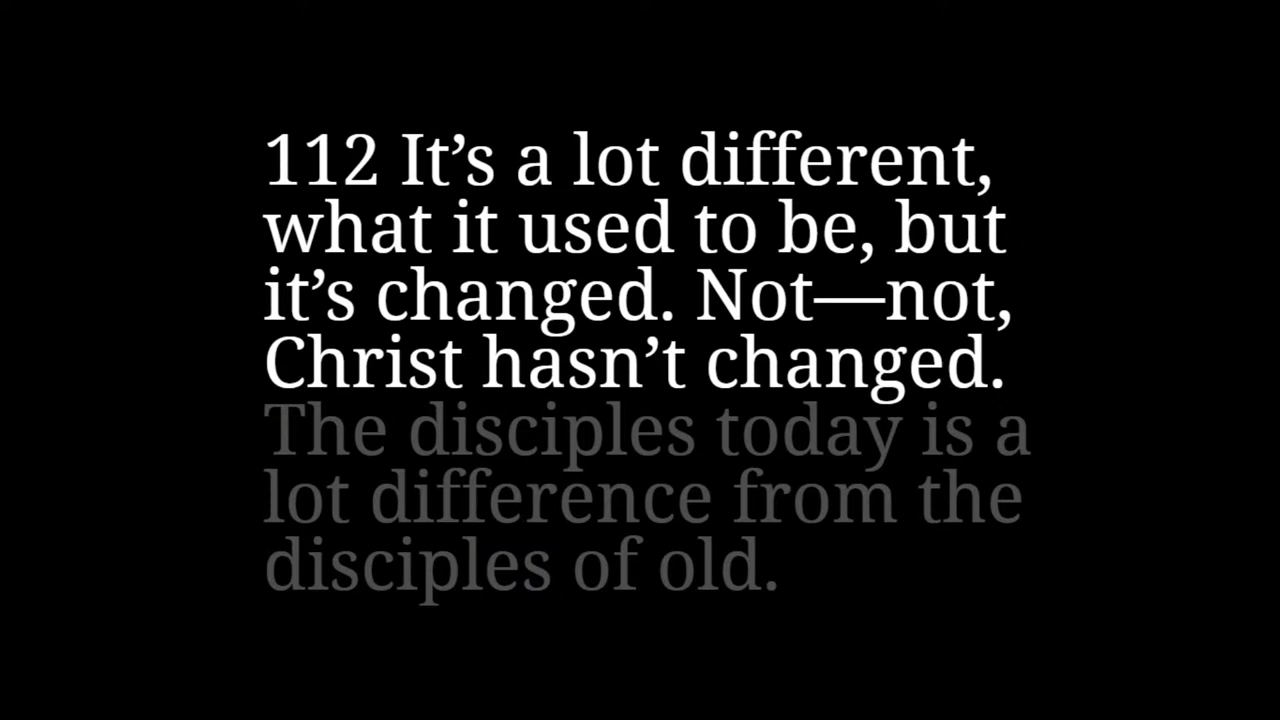 112 It’s a lot different,
what it used to be, but
it’s changed. Not—not,
Christ hasn’t changed.
The disciples today is a
lot difference from the
disciples of old.